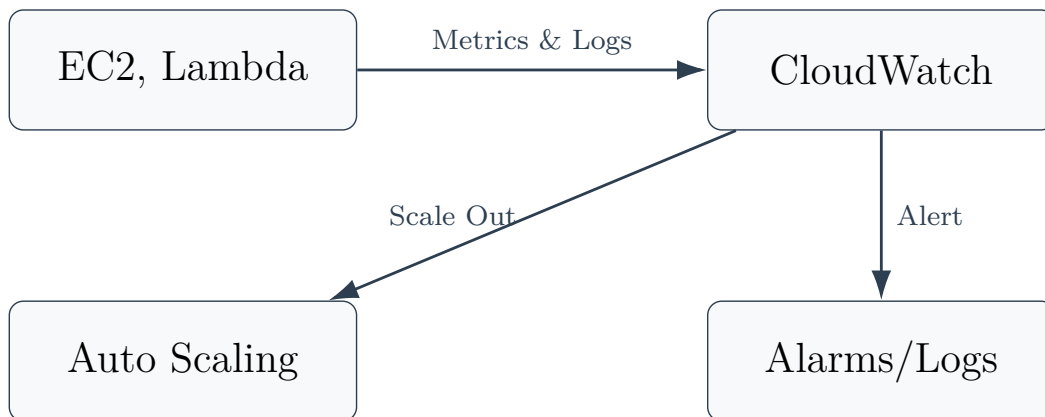 Metrics & Logs
EC2, Lambda
CloudWatch
Scale Out
Alert
Auto Scaling
Alarms/Logs